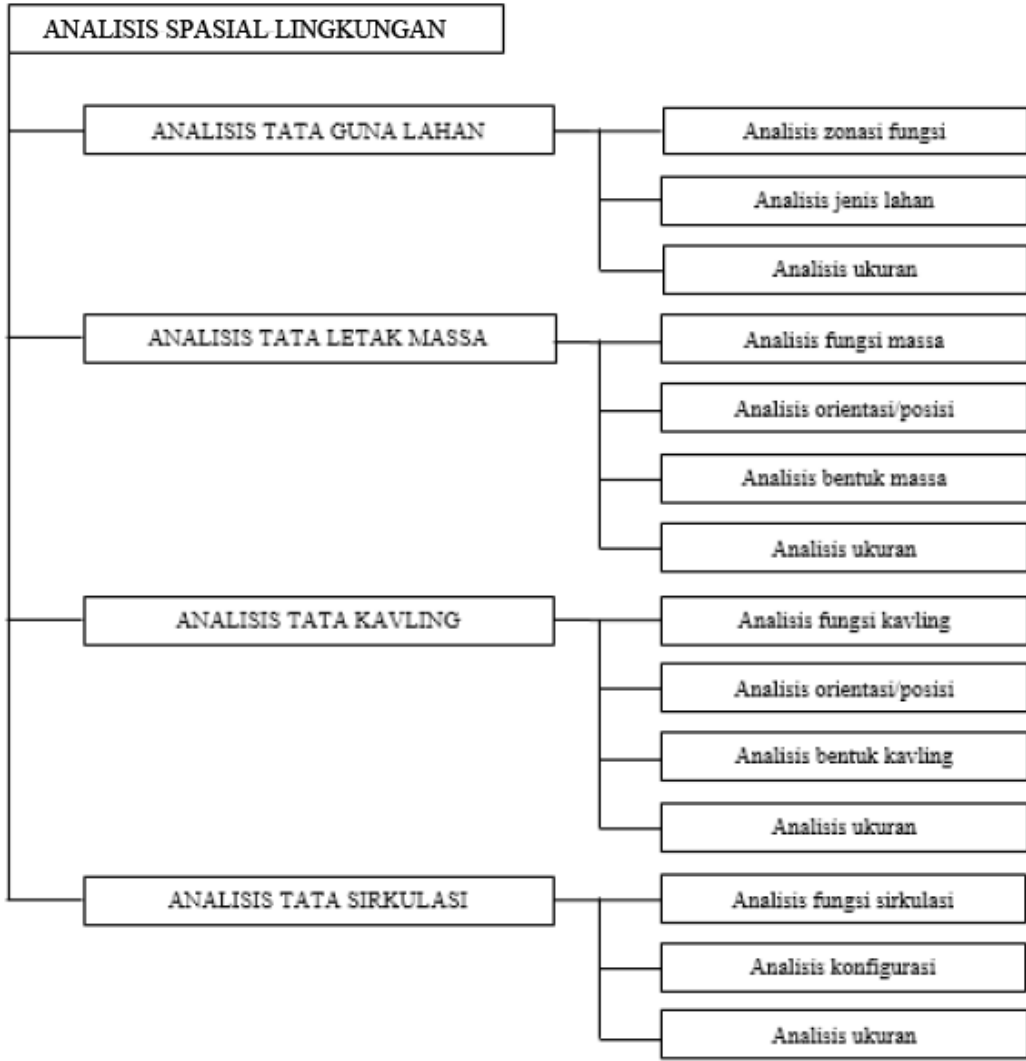 ANALISIS SPASIAL LINGKUNGAN
ANALISIS TATA GUNA LAHAN
Analisis zonasi fungsi
Analisis jenis lahan
Analisis ukuran
ANALISIS TATA LETAK MASSA
Analisis fungsi massa
Analisis orientasi/posisi
Analisis bentuk massa
Analisis ukuran
ANALISIS TATA KAVLING
Analisis fungsi kavling
Analisis orientasi/posisi
Analisis bentuk kavling
Analisis ukuran
ANALISIS TATA SIRKULASI
Analisis fungsi sirkulasi
Analisis konfigurasi
Analisis ukuran